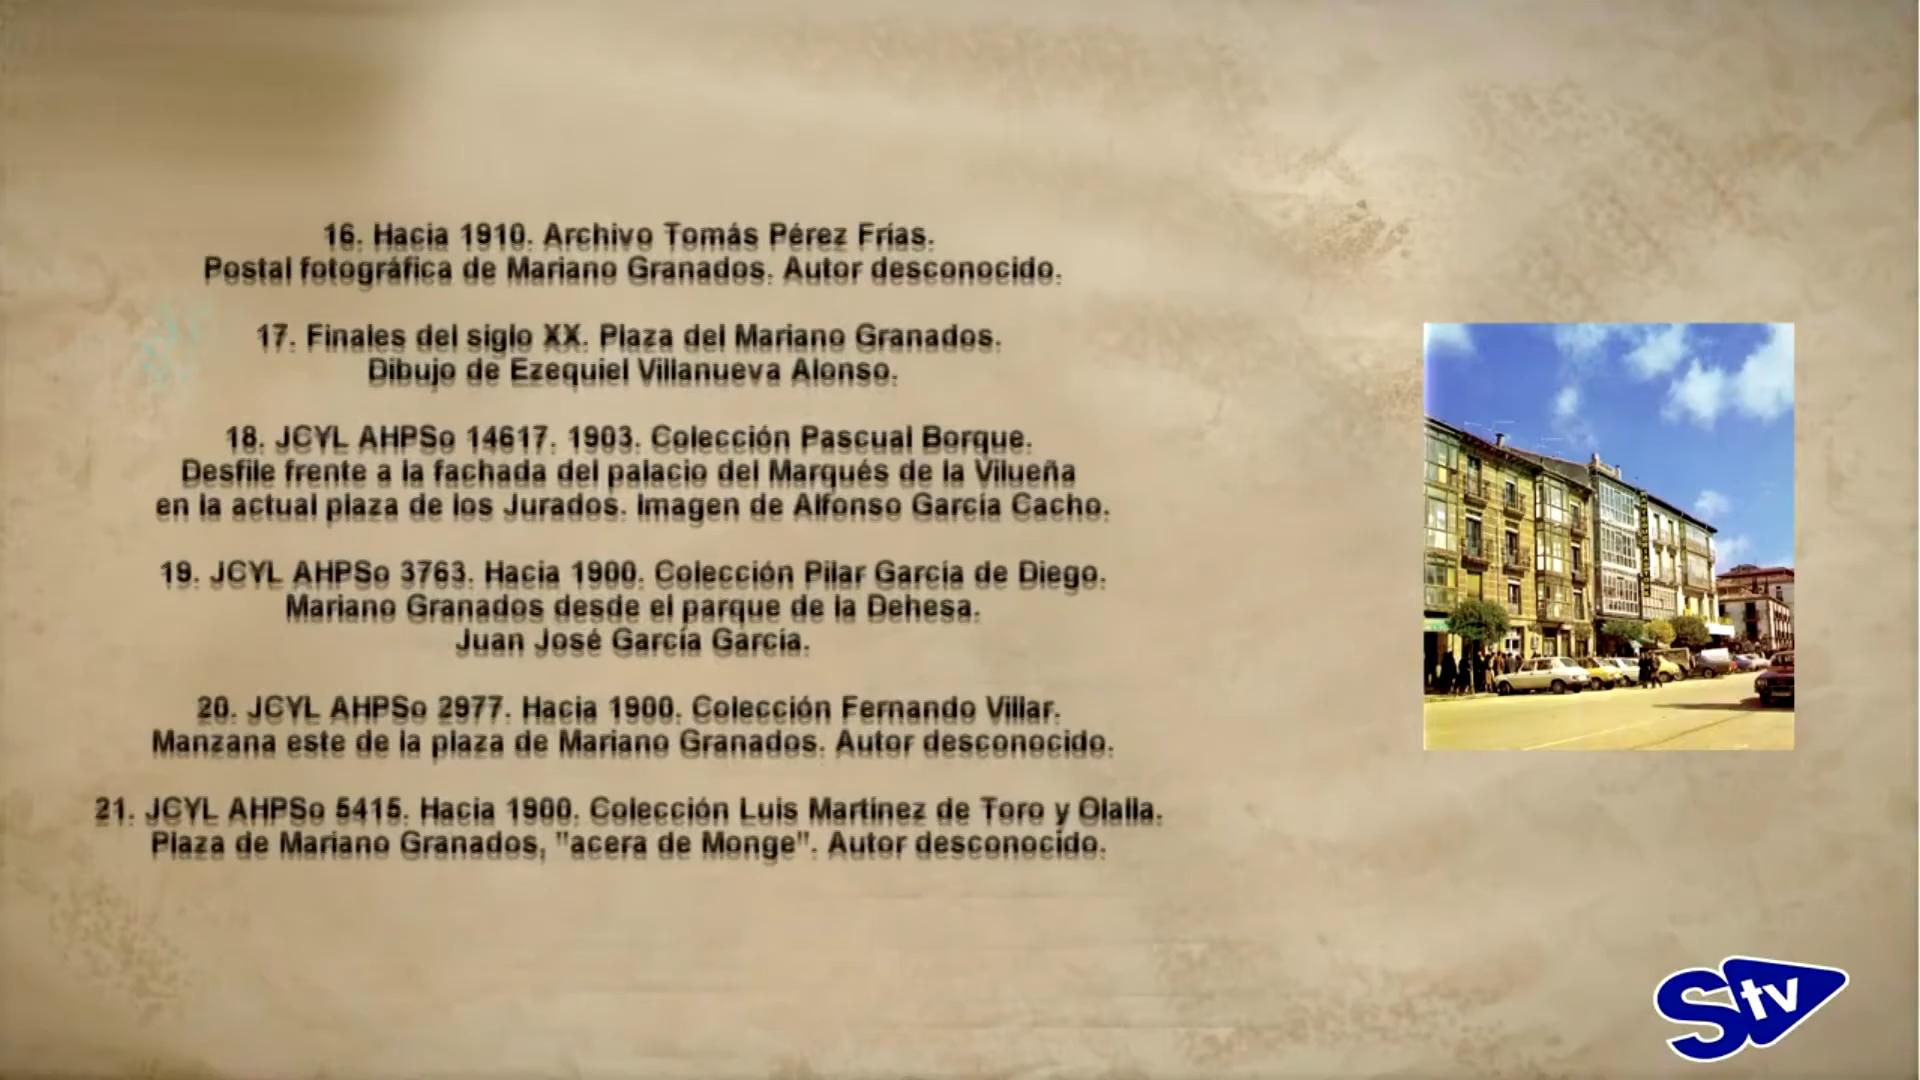 16. Hacia 1910. Archivo Tomás Pérez Frías.
Postal fotográfica de Mariano Granados. Autor desconocido.
17. Finales del siglo XX. Plaza del Mariano Granados.
Dibujo de Ezequiel Villanueva Alonso.
18. JCYL AHPSo 14617. 1903. Colección Pascual Borque.
Desfile frente a la fachada del palacio del Marqués de la Vilueña
en la actual plaza de los Jurados. Imagen de Alfonso García Cacho.
19. JCYL AHPSo 3763. Hacia 1900. Colección Pilar García de Diego.
Mariano Granados desde el parque de la Dehesa.
Juan José García García.
20. JCYL AHPSo 2977. Hacia 1900. Colección Fernando Villar.
Manzana este de la plaza de Mariano Granados. Autor desconocido.
21. JCYL AHPSo 5415. Hacia 1900. Colección Luis Martínez de Toro y Olalla.
Plaza de Mariano Granados, "acera de Monge". Autor desconocido.
Stv